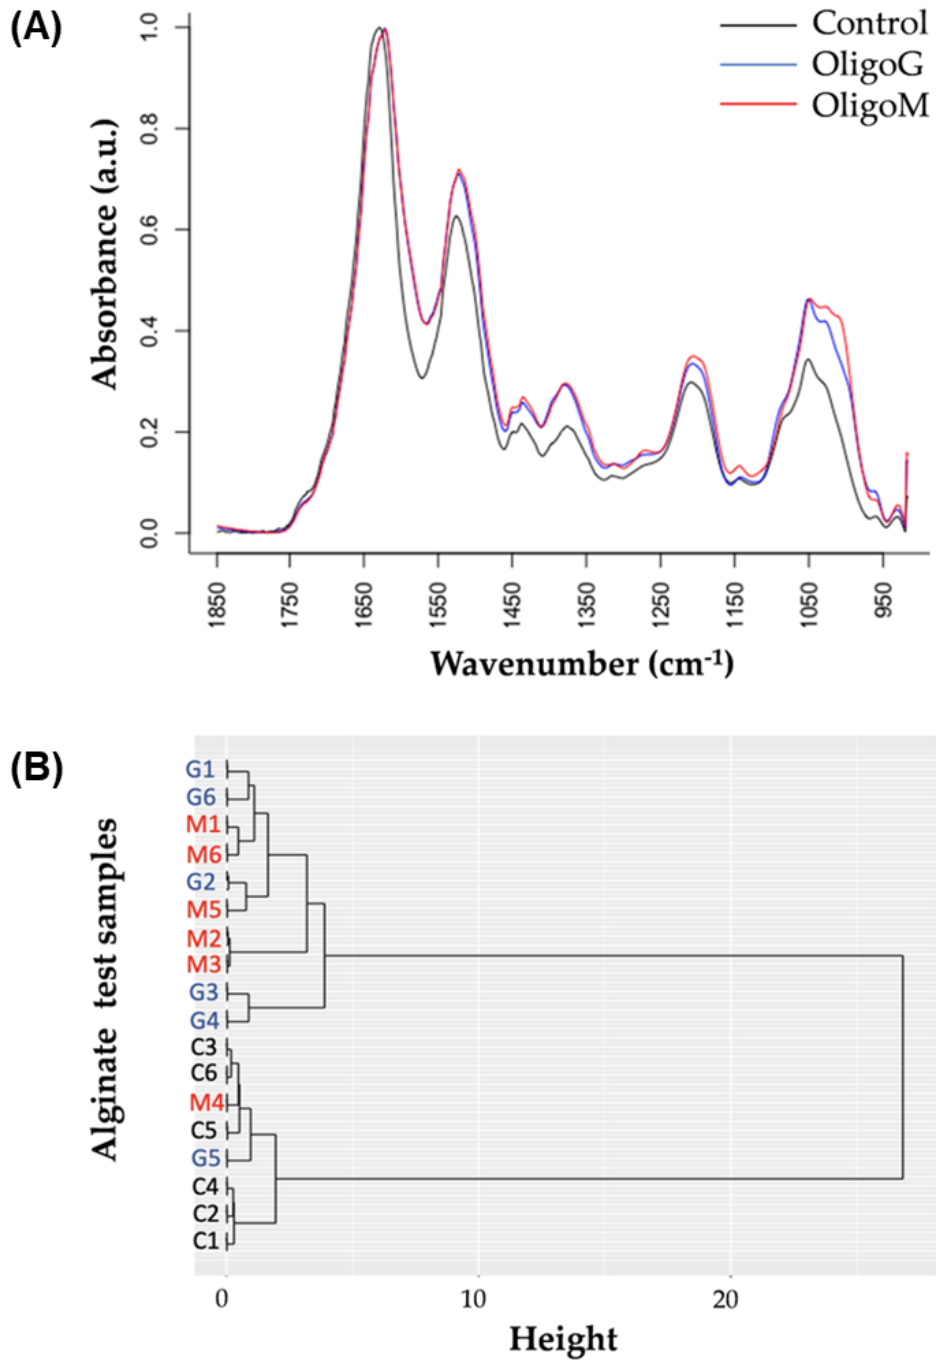 (A)
Control
OligoG
OligoM
Absorbance (a.u.)
1.0
0.8
0.6
0.4
0.2
0.0
1850
1750
1650
1550
1450
1350
1250
1150
1050
950
Wavenumber (cm-1)
(B)
Alginate test samples
G1
G6
M1
M6
G2
M5
M2
M3
G3
G4
C3
C6
M4
C5
G5
C4
C2
C1
0
10
20
Height